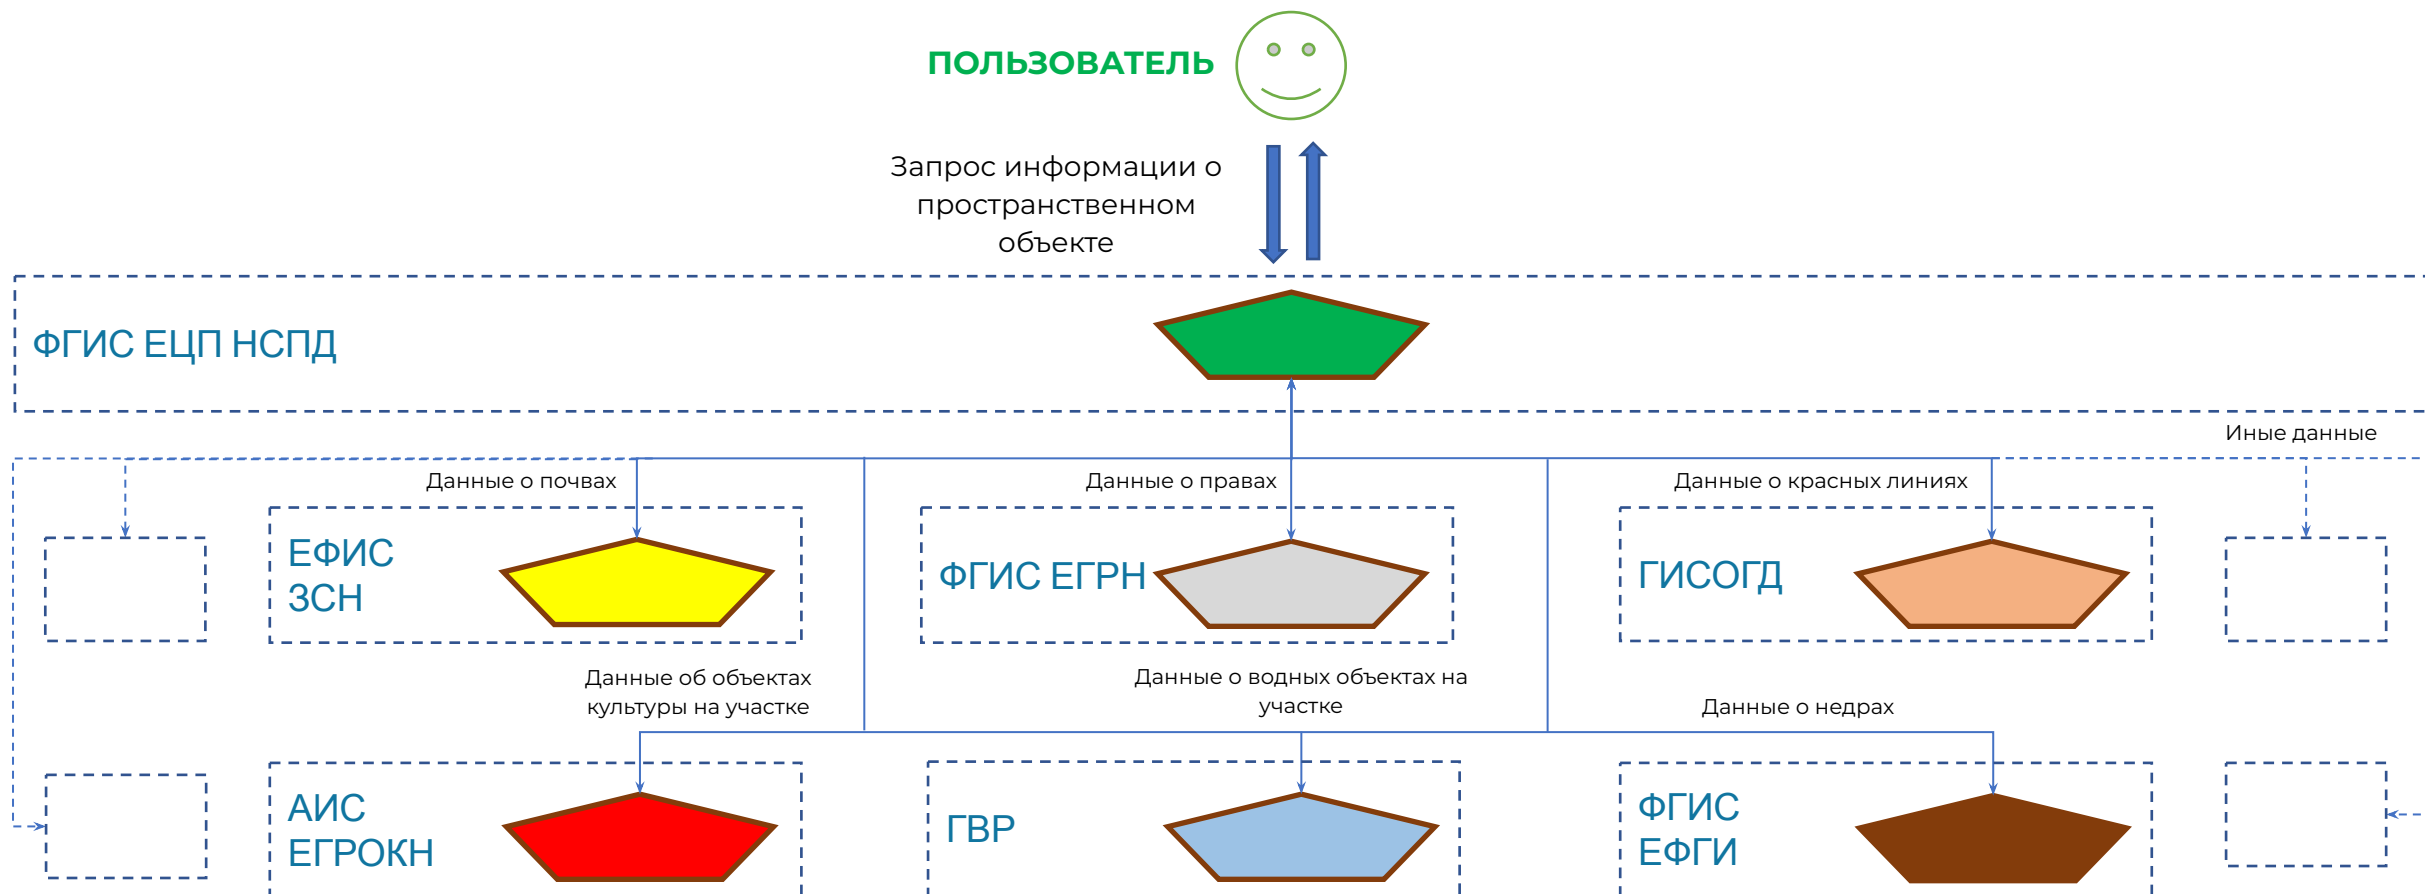 ПОЛЬЗОВАТЕЛЬ
Запрос информации о
пространственном
объекте
ФГИС ЕЦП НСПД
Иные данные
Данные о почвах
Данные о правах
Данные о красных линиях
ЕФИС
ЗСН
ФГИС ЕГРН
ГИСОГД
Данные об объектах
культуры на участке
Данные о водных объектах на
участке
Данные о недрах
АИС
ЕГРОКН
ГВР
ФГИС
ЕФГИ